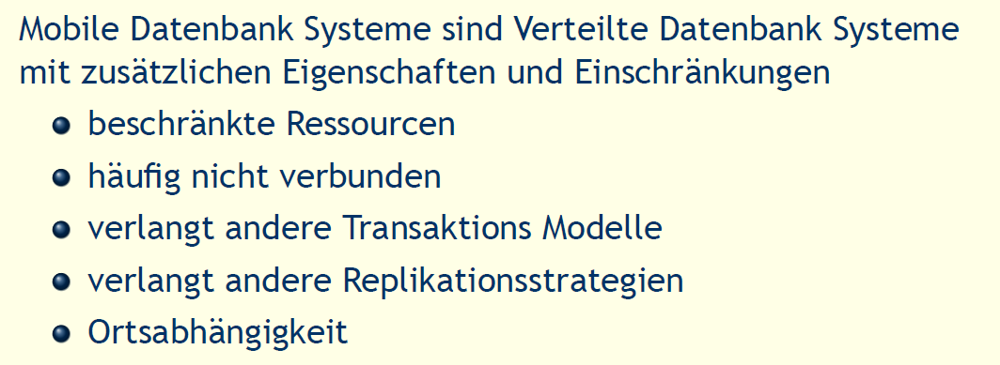 Mobile Datenbank Systeme sind Verteilte Datenbank Systeme
mit zusätzlichen Eigenschaften und Einschränkungen
beschränkte Ressourcen
häufig nicht verbunden
verlangt andere Transaktions Modelle
verlangt andere Replikationsstrategien
Ortsabhängigkeit